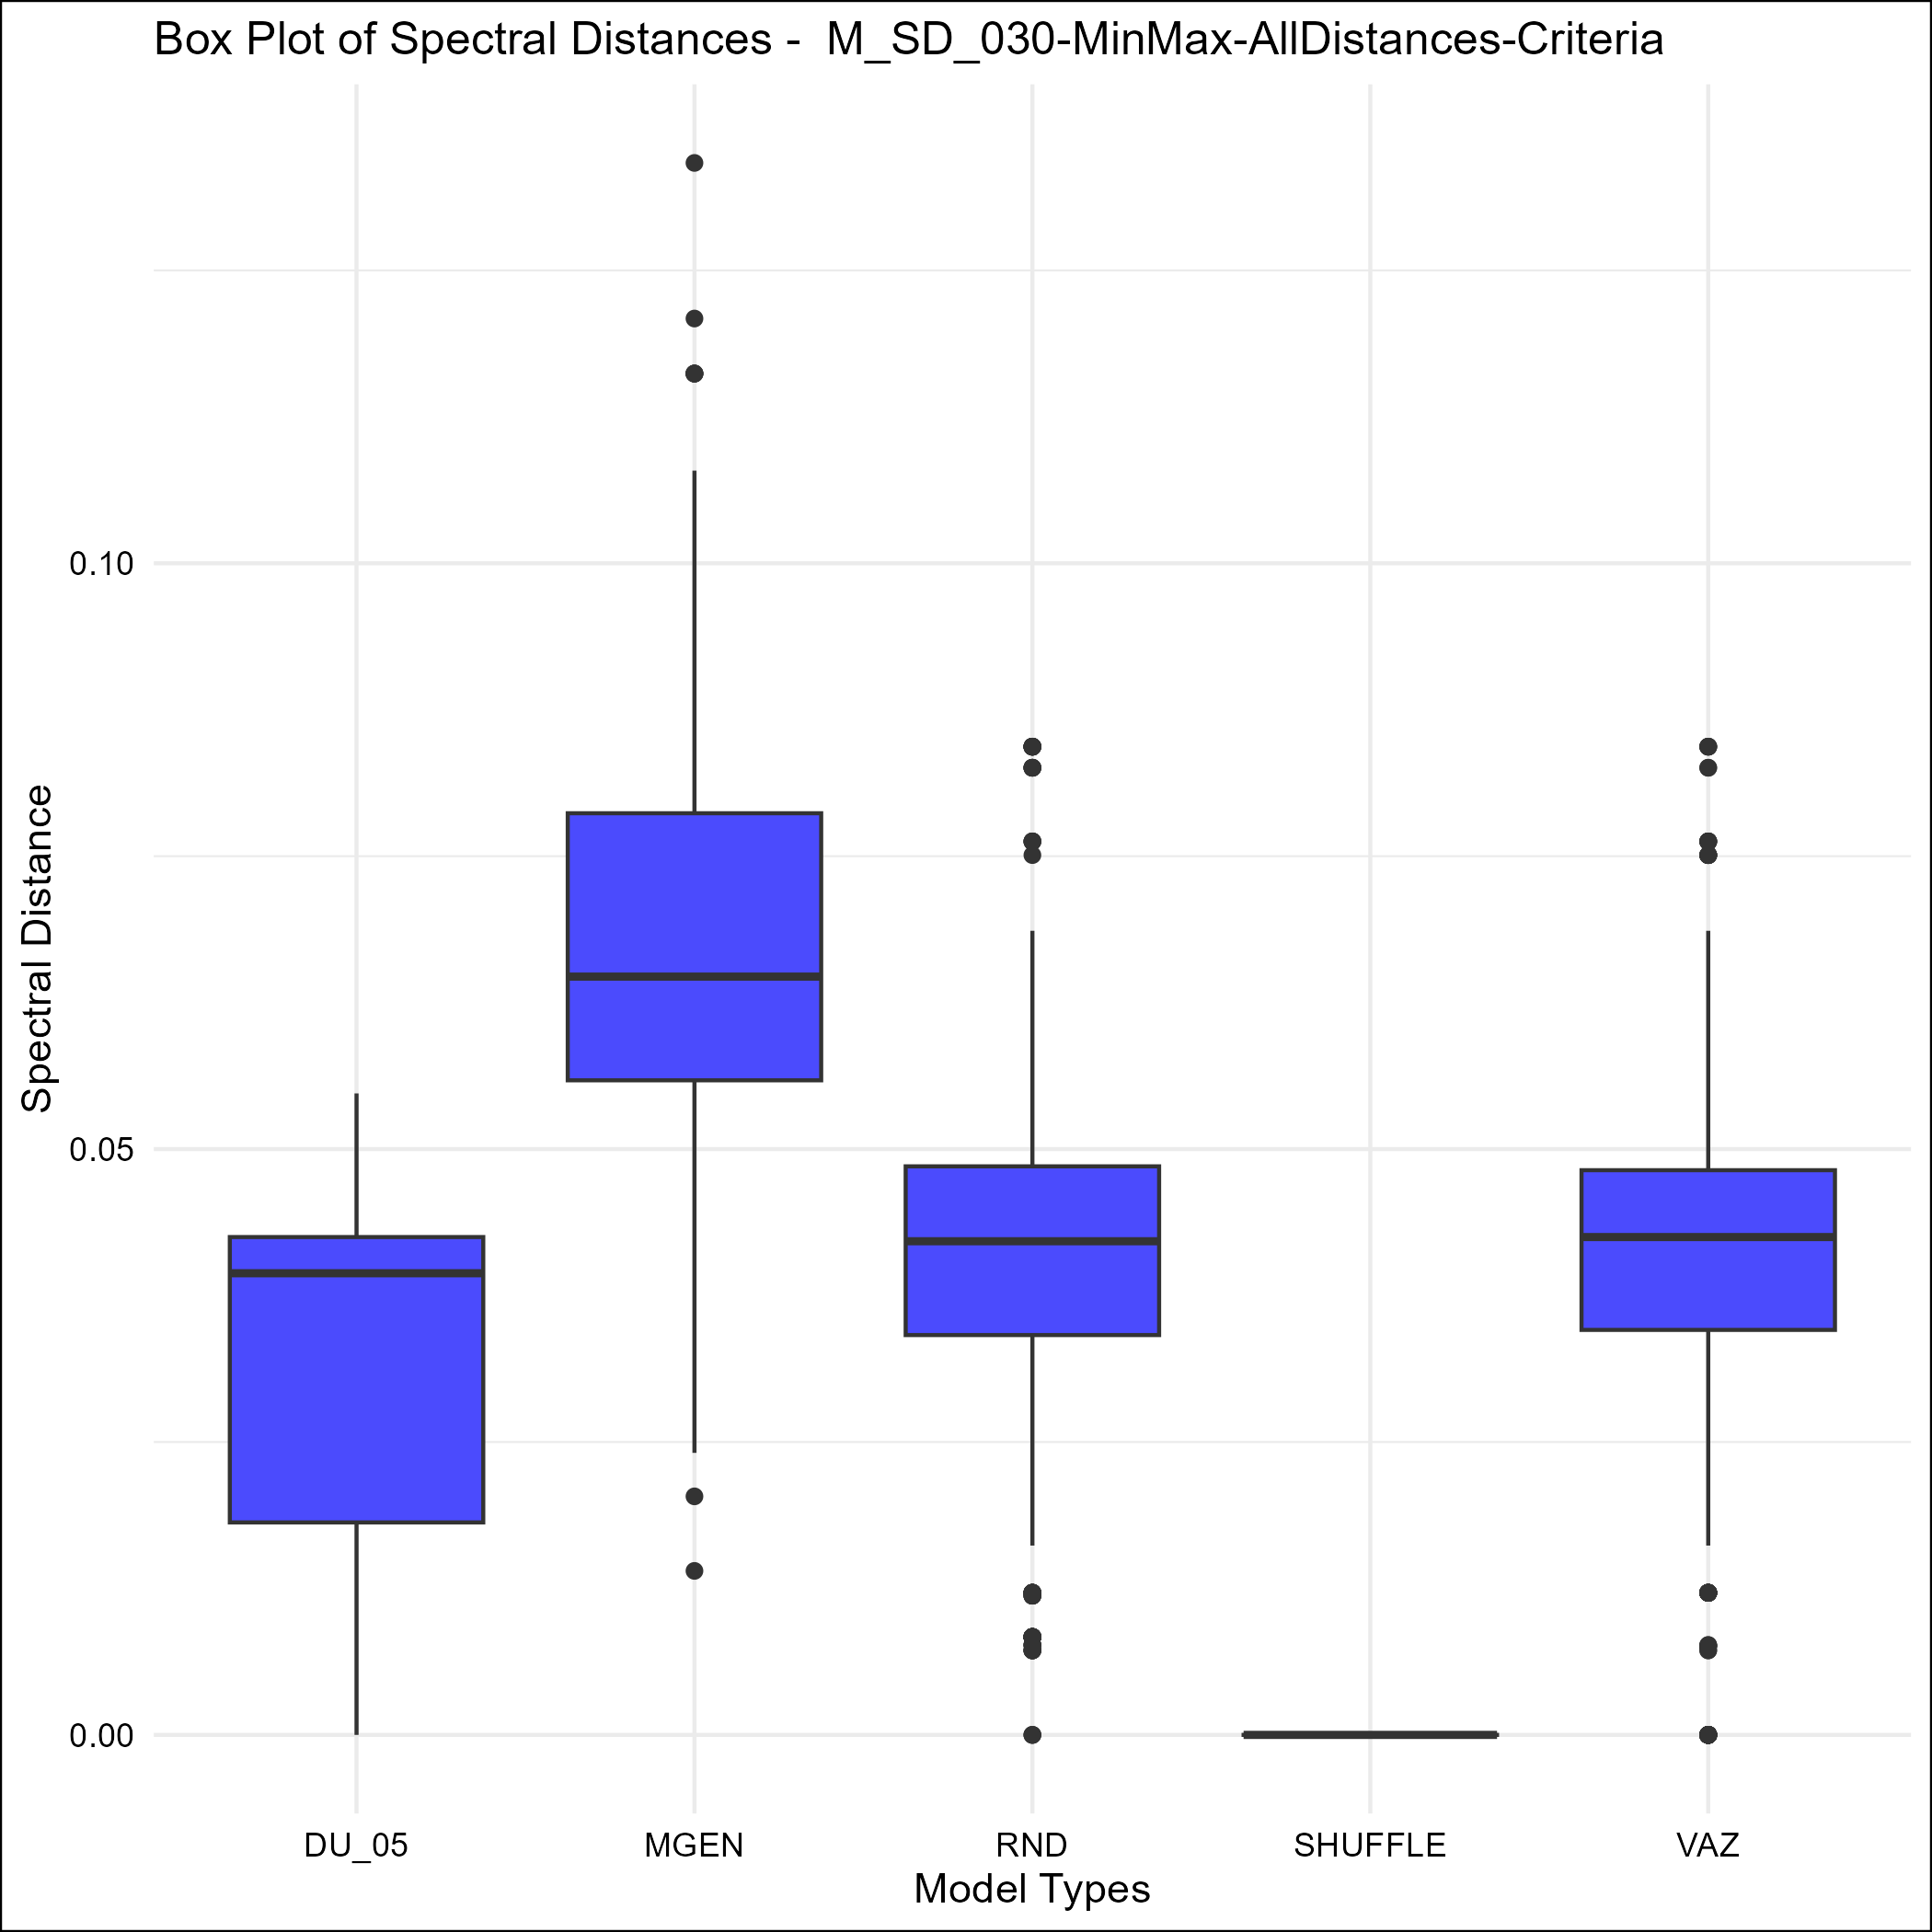 Box Plot of Spectral Distances -  M_SD_030-MinMax-AllDistances-Criteria
Spectral Distance
0.10
0.05
0.00
DU_05 MGEN RND SHUFFLE VAZ
Model Types